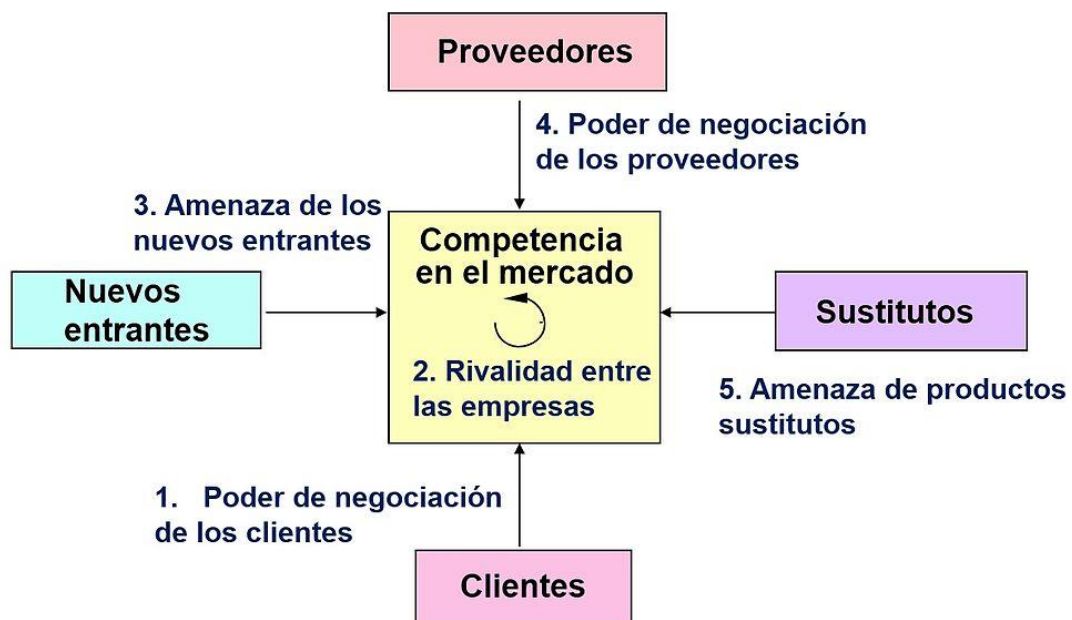 Proveedores
4. Poder de negociación
de los proveedores
3. Amenaza de los
nuevos entrantes
Competencia
en el mercado
Nuevos
entrantes
Sustitutos
2. Rivalidad entre
las empresas
5. Amenaza de productos
sustitutos
1. Poder de negociación
de los clientes
Clientes